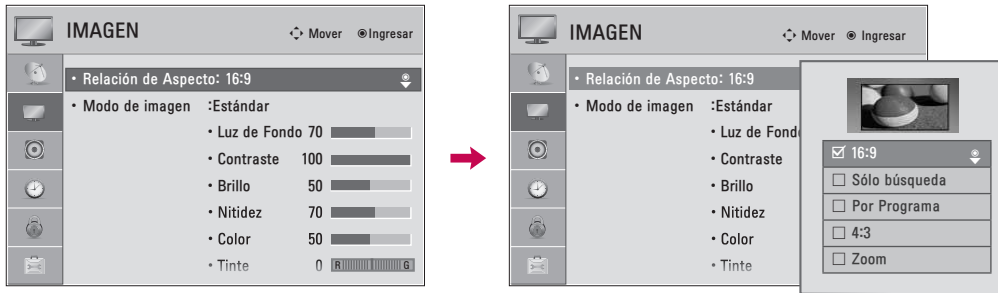 IMAGEN
Mover Ingresar
• Relación de Aspecto: 16:9
• Modo de imagen :Estándar
• Luz de Fondo 70
• Contraste 100
• Brillo 50
• Nitidez 70
• Color 50
• Tinte 0 R G
IMAGEN
Mover Ingresar
• Relación de Aspecto: 16:9
• Modo de imagen :Estándar
• Luz de Fond
• Contraste
• Brillo
• Nitidez
• Color
• Tinte
16:9
Sólo búsqueda
Por Programa
4:3
Zoom